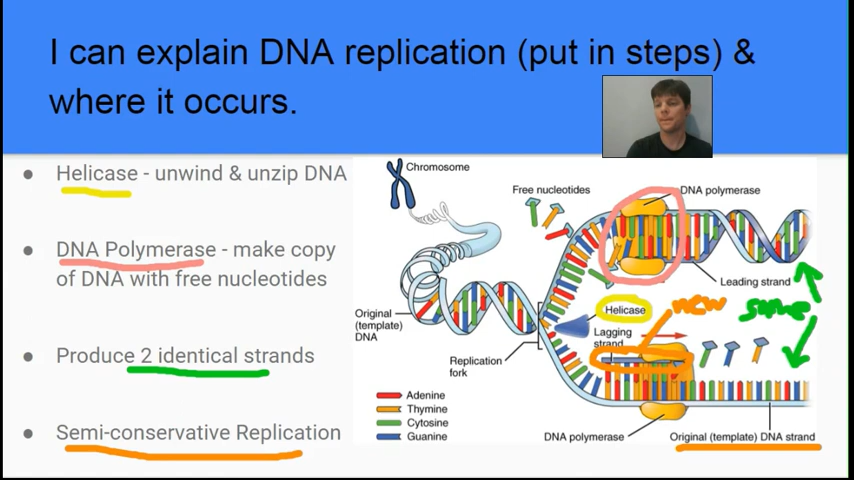 I can explain DNA replication (put in steps) &
where it occurs.
Helicase - unwind & unzip DNA
DNA Polymerase - make copy
of DNA with free nucleotides
Produce 2 identical strands
Semi-conservative Replication
Chromosome
Free nucleotides
DNA polymerase
Leading strand
Original
(template)
DNA
Helicase
new
same
Lagging
strand
Replication
fork
Adenine
Thymine
Cytosine
Guanine
DNA polymerase
Original (template) DNA strand